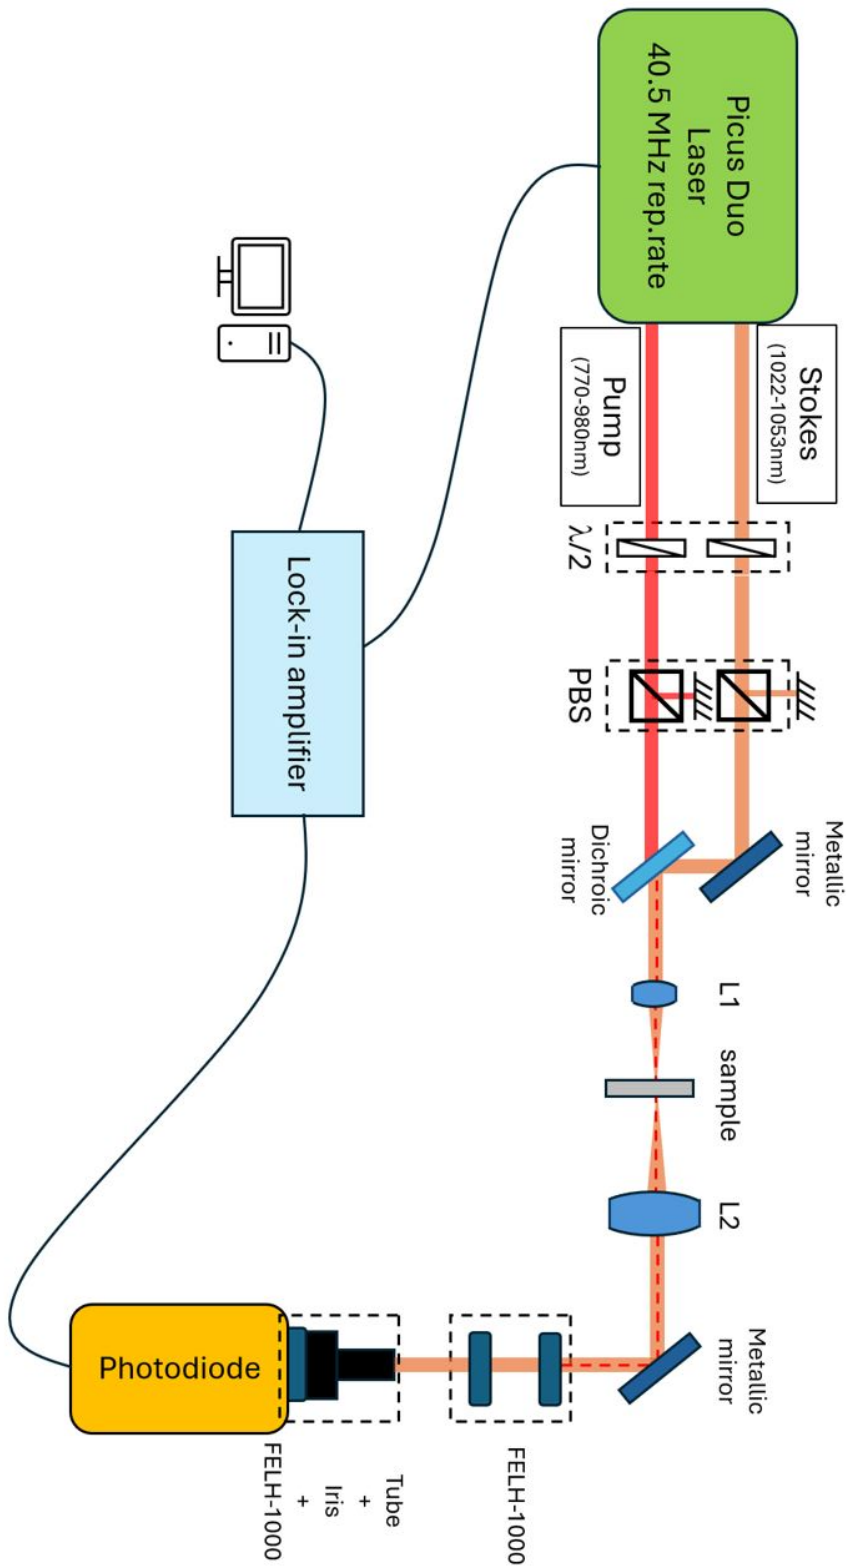 Picus Duo
Laser
40.5 MHz rep.rate
Stokes
(1022-1053nm)
Pump
(770-980nm)
λ/2
PBS
Metallic
mirror
Dichroic
mirror
L1
sample
L2
Metallic
mirror
FELH-1000
Tube
+
Iris
+
FELH-1000
Photodiode
Lock-in amplifier